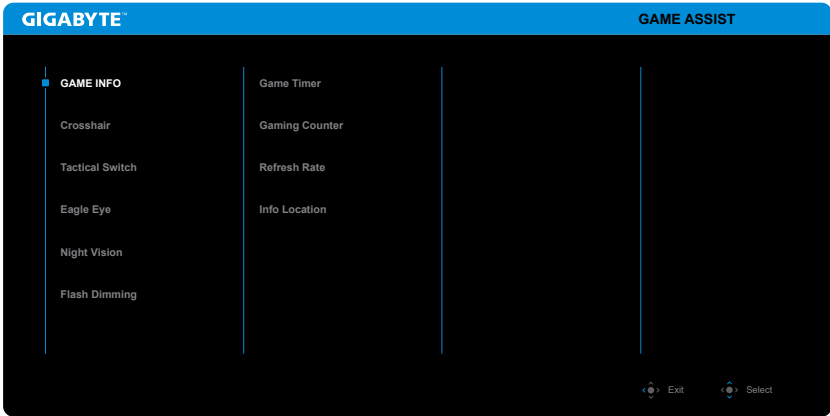 GIGABYTE™
GAME ASSIST
GAME INFO
Crosshair
Tactical Switch
Eagle Eye
Night Vision
Flash Dimming
Game Timer
Gaming Counter
Refresh Rate
Info Location
Exit
Select